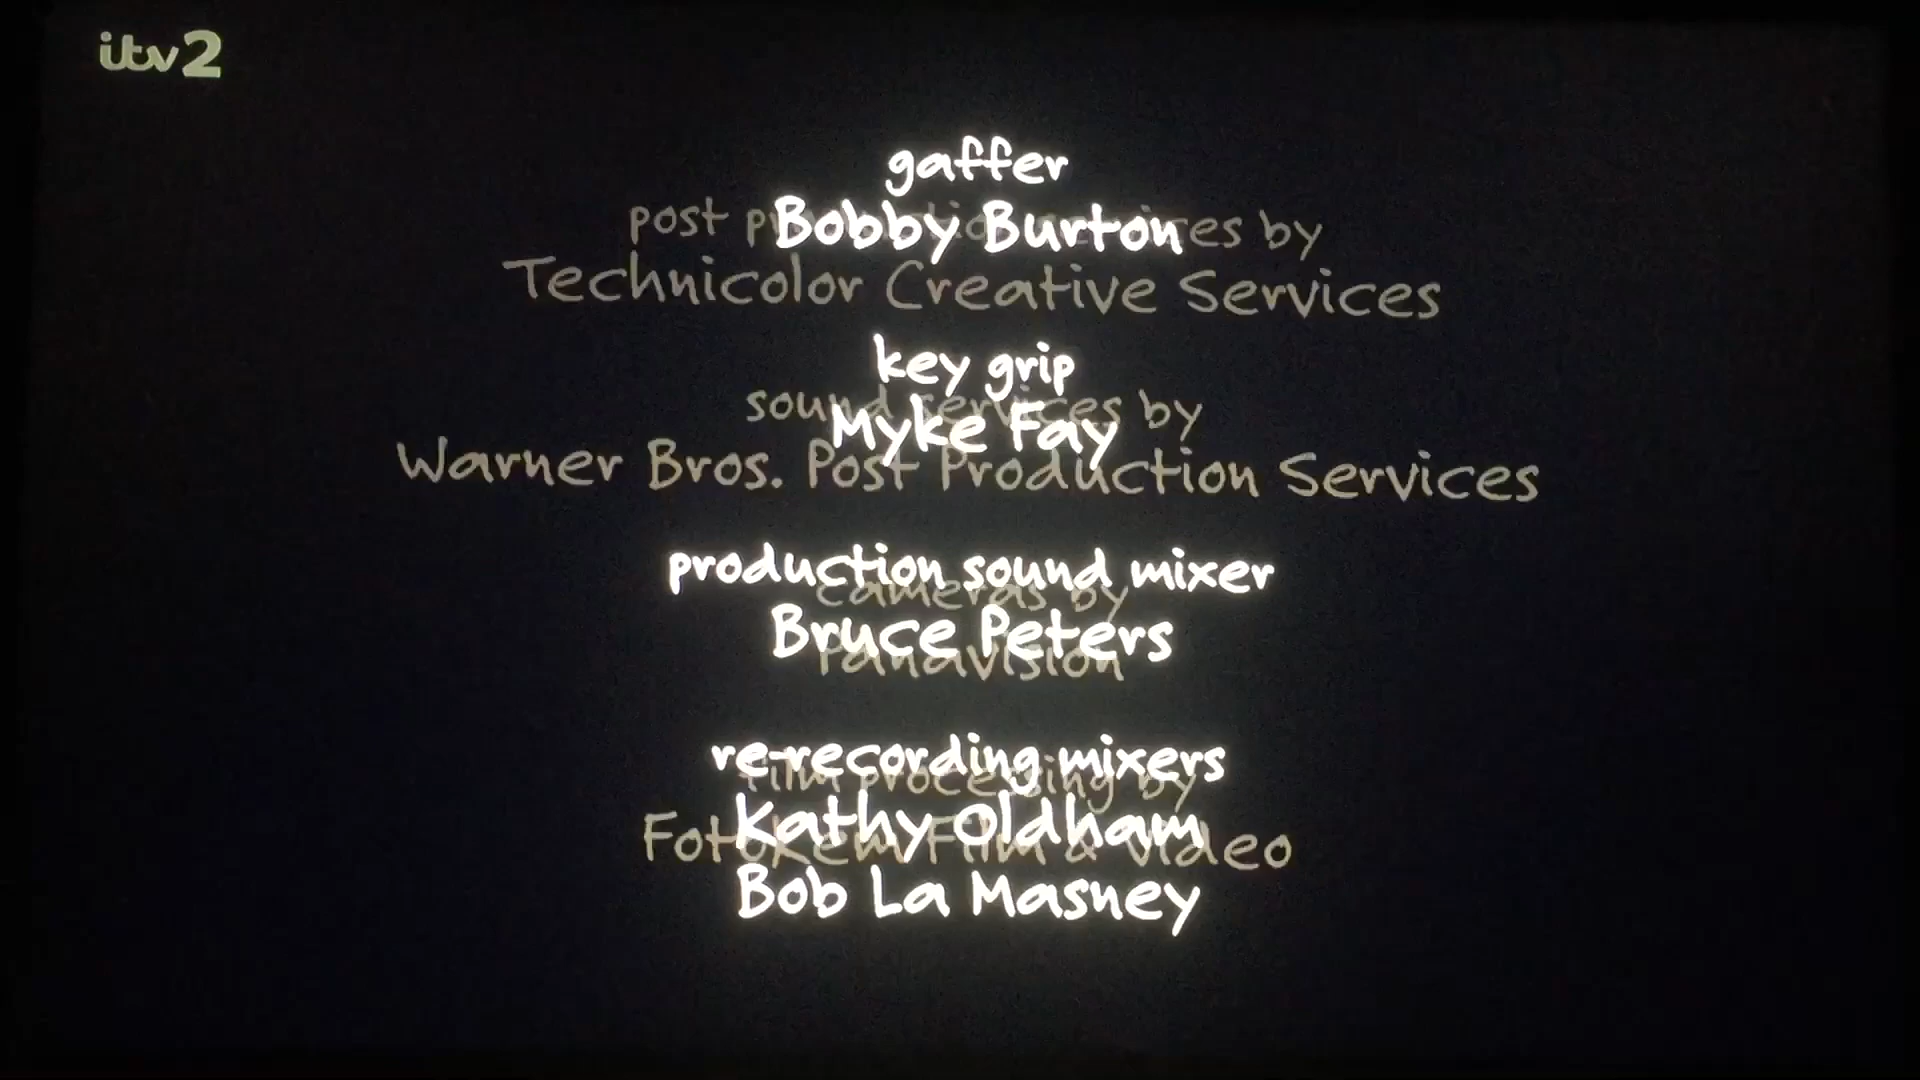 itv2
gaffer
Bobby Burton
post production services by
Technicolor Creative Services
key grip
Myke Fay
sound services by
Warner Bros. Post Production Services
production sound mixer
Bruce Peters
cameras by
Panavision
re-recording mixers
Kathy Oldham
Bob La Masney
film processing by
FotoKem Film & Video